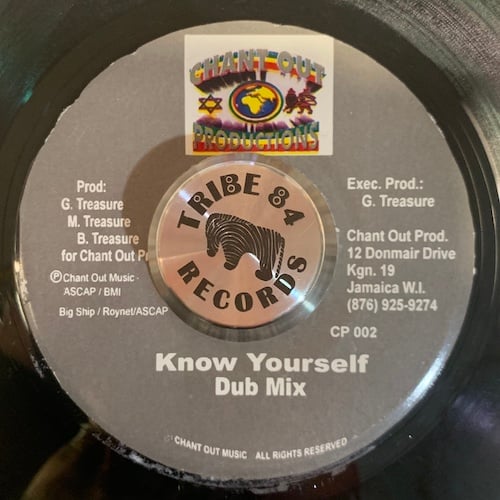 CHANT OUT
PRODUCTIONS
TRIBE 84
RECORDS
Prod:
G. Treasure
M. Treasure
B. Treasure
for Chant Out
Ⓟ Chant Out Music -
ASCAP / BMI
Big Ship / Roynet/ASCAP
Exec. Prod.:
G. Treasure
Chant Out Prod.
12 Donmair Drive
Kgn. 19
Jamaica W.I.
(876) 925-9274
CP 002
Know Yourself
Dub Mix
© CHANT OUT MUSIC ALL RIGHTS RESERVED